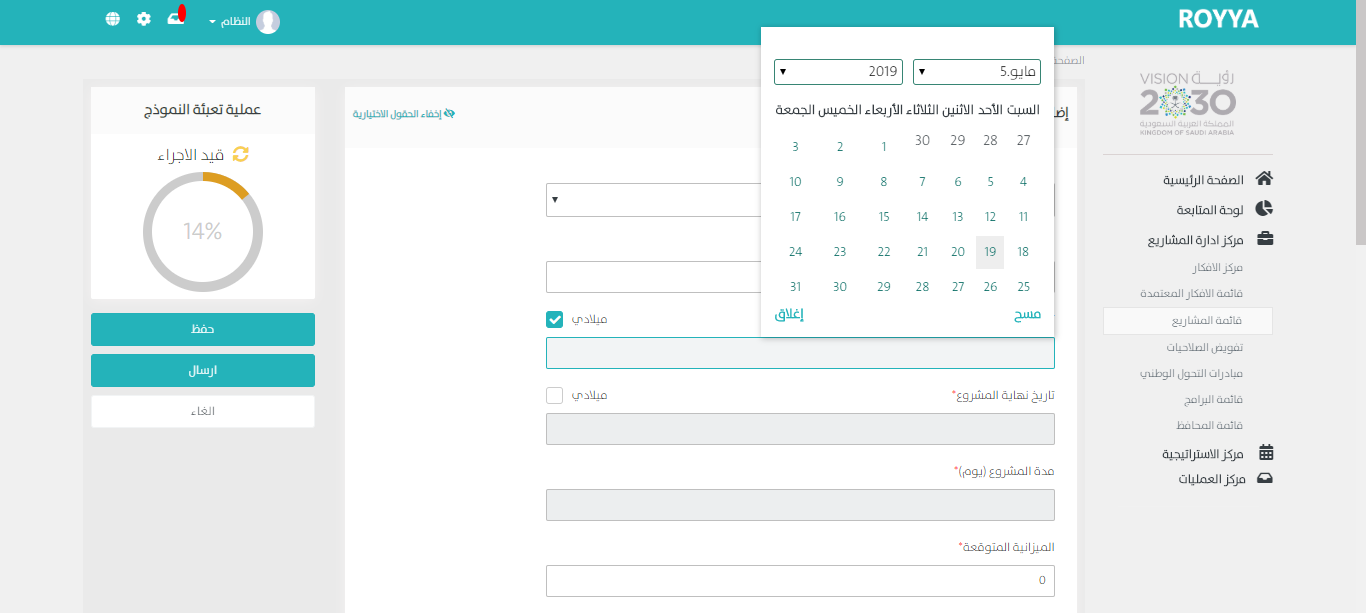 ROYYA
النظام
الصفحة
VISION رؤيـــة
2030
المملكة العربية السعودية
KINGDOM OF SAUDI ARABIA
الصفحة الرئيسية
لوحة المتابعة
مركز ادارة المشاريع
مركز الافكار
قائمة الافكار المعتمدة
قائمة المشاريع
تفويض الصلاحيات
مبادرات التحول الوطني
قائمة البرامج
قائمة المحافظ
مركز الاستراتيجية
مركز العمليات
مايو.5 2019
السبت الأحد الاثنين الثلاثاء الأربعاء الخميس الجمعة
27 28 29 30 1 2 3
4 5 6 7 8 9 10
11 12 13 14 15 16 17
18 19 20 21 22 23 24
25 26 27 28 29 30 31
مسح إغلاق
إخفاء الحقول الاختيارية
ميلادي
تاريخ نهاية المشروع* ميلادي
مدة المشروع (يوم)*
الميزانية المتوقعة*
0
عملية تعبئة النموذج
قيد الاجراء
14%
حفظ
ارسال
الغاء